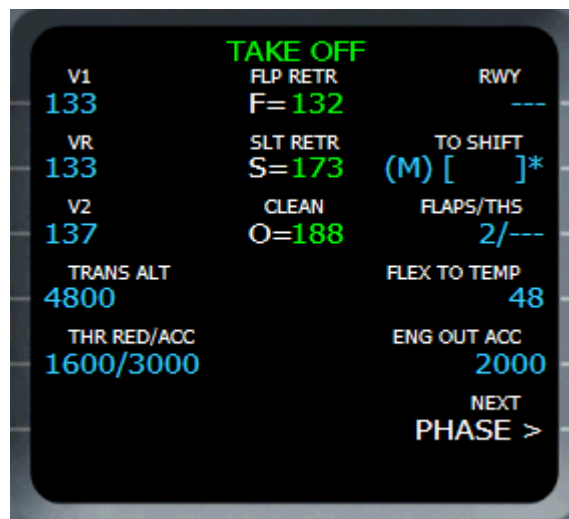 TAKE OFF
V1 FLP RETR RWY
133 F=132 ---
VR SLT RETR TO SHIFT
133 S=173 (M) [ ]*
V2 CLEAN FLAPS/THS
137 O=188 2/---
TRANS ALT FLEX TO TEMP
4800 48
THR RED/ACC ENG OUT ACC
1600/3000 2000
NEXT
PHASE >